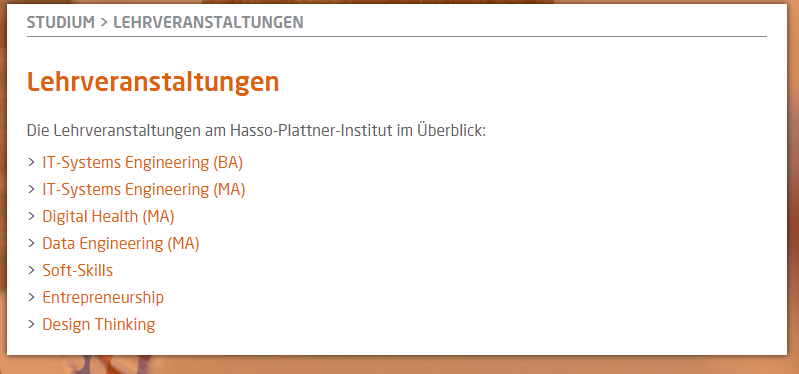 STUDIUM > LEHRVERANSTALTUNGEN
Lehrveranstaltungen
Die Lehrveranstaltungen am Hasso-Plattner-Institut im Überblick:
> IT-Systems Engineering (BA)
> IT-Systems Engineering (MA)
> Digital Health (MA)
> Data Engineering (MA)
> Soft-Skills
> Entrepreneurship
> Design Thinking